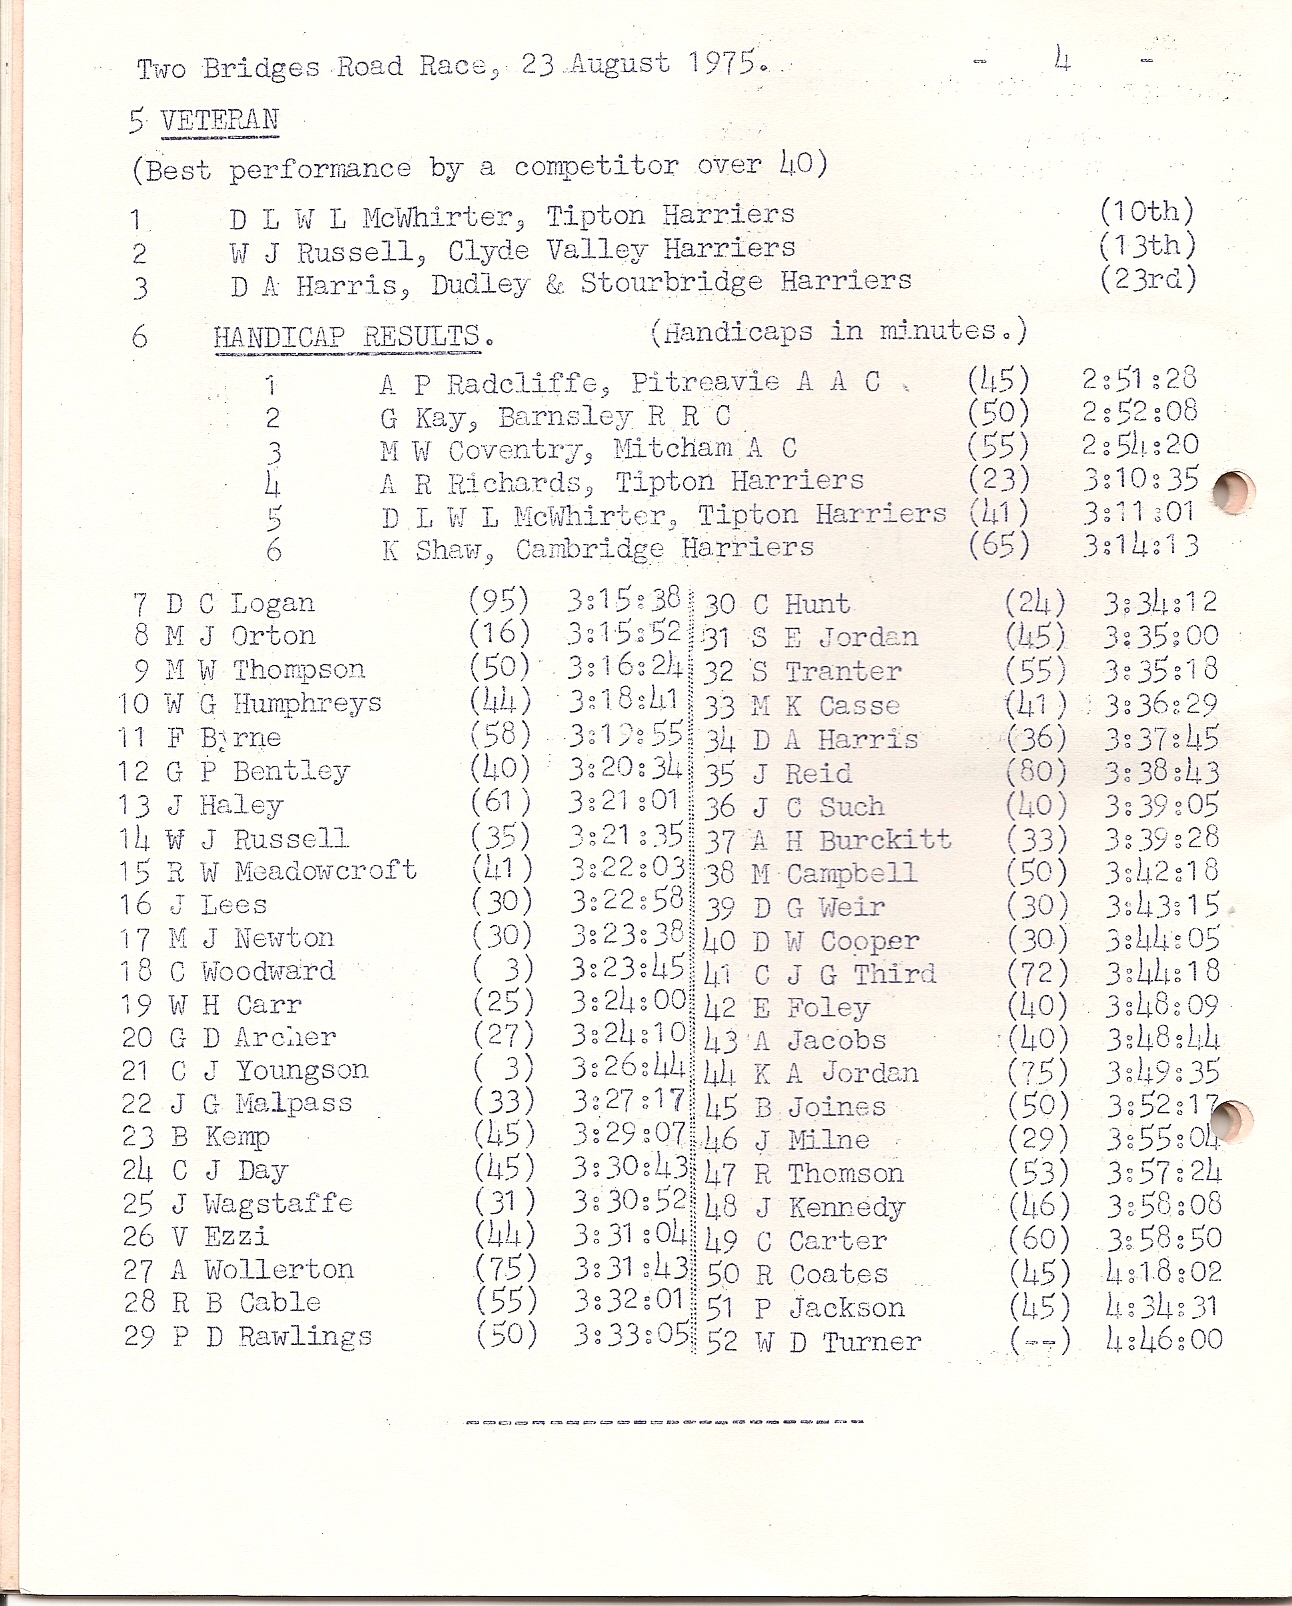 Two Bridges Road Race, 23 August 1975. - 4 -
5 VETERAN
(Best performance by a competitor over 40)
1 D L W L McWhirter, Tipton Harriers (10th)
2 W J Russell, Clyde Valley Harriers (13th)
3 D A Harris, Dudley & Stourbridge Harriers (23rd)
6 HANDICAP RESULTS. (Handicaps in minutes.)
1 A P Radcliffe, Pitreavie A A C (45) 2:51:28
2 G Kay, Barnsley R R C (50) 2:52:08
3 M W Coventry, Mitcham A C (55) 2:54:20
4 A R Richards, Tipton Harriers (23) 3:10:35
5 D L W L McWhirter, Tipton Harriers (41) 3:11:01
6 K Shaw, Cambridge Harriers (65) 3:14:13
7 D C Logan (95) 3:15:38
8 M J Orton (16) 3:15:52
9 M W Thompson (50) 3:16:24
10 W G Humphreys (44) 3:18:41
11 F Byrne (58) 3:19:55
12 G P Bentley (40) 3:20:34
13 J Haley (61) 3:21:01
14 W J Russell (35) 3:21:35
15 R W Meadowcroft (41) 3:22:03
16 J Lees (30) 3:22:58
17 M J Newton (30) 3:23:38
18 C Woodward ( 3) 3:23:45
19 W H Carr (25) 3:24:00
20 G D Archer (27) 3:24:10
21 C J Youngson ( 3) 3:26:44
22 J G Malpass (33) 3:27:17
23 B Kemp (45) 3:29:07
24 C J Day (45) 3:30:43
25 J Wagstaffe (31) 3:30:52
26 V Ezzi (44) 3:31:04
27 A Wollerton (75) 3:31:43
28 R B Cable (55) 3:32:01
29 P D Rawlings (50) 3:33:05
30 C Hunt (24) 3:34:12
31 S E Jordan (45) 3:35:00
32 S Tranter (55) 3:35:18
33 M K Casse (41) 3:36:29
34 D A Harris (36) 3:37:45
35 J Reid (80) 3:38:43
36 J C Such (40) 3:39:05
37 A H Burckitt (33) 3:39:28
38 M Campbell (50) 3:42:18
39 D G Weir (30) 3:43:15
40 D W Cooper (30) 3:44:05
41 C J G Third (72) 3:44:18
42 E Foley (40) 3:48:09
43 A Jacobs (40) 3:48:44
44 K A Jordan (75) 3:49:35
45 B Joines (50) 3:52:17
46 J Milne (29) 3:55:04
47 R Thomson (53) 3:57:24
48 J Kennedy (46) 3:58:08
49 C Carter (60) 3:58:50
50 R Coates (45) 4:18:02
51 P Jackson (45) 4:34:31
52 W D Turner (--) 4:46:00